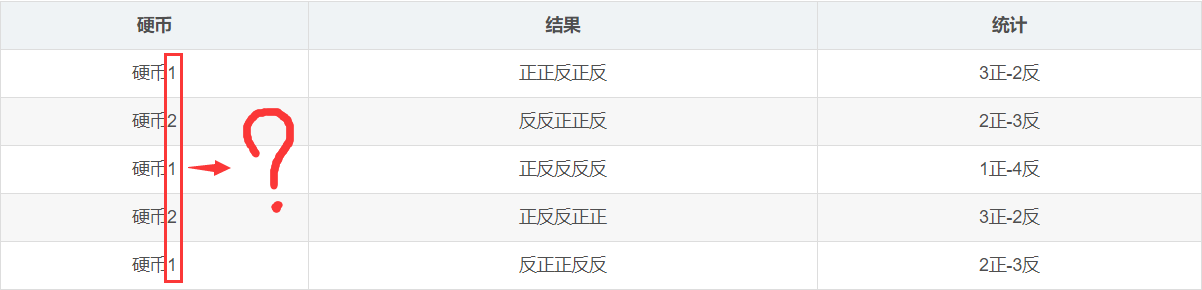 硬币 结果 统计
硬币1 正正反正反 3正-2反
硬币2 反反正正反 2正-3反
硬币1 正反反反反 1正-4反
硬币2 正反反正正 3正-2反
硬币1 反正正反反 2正-3反
?